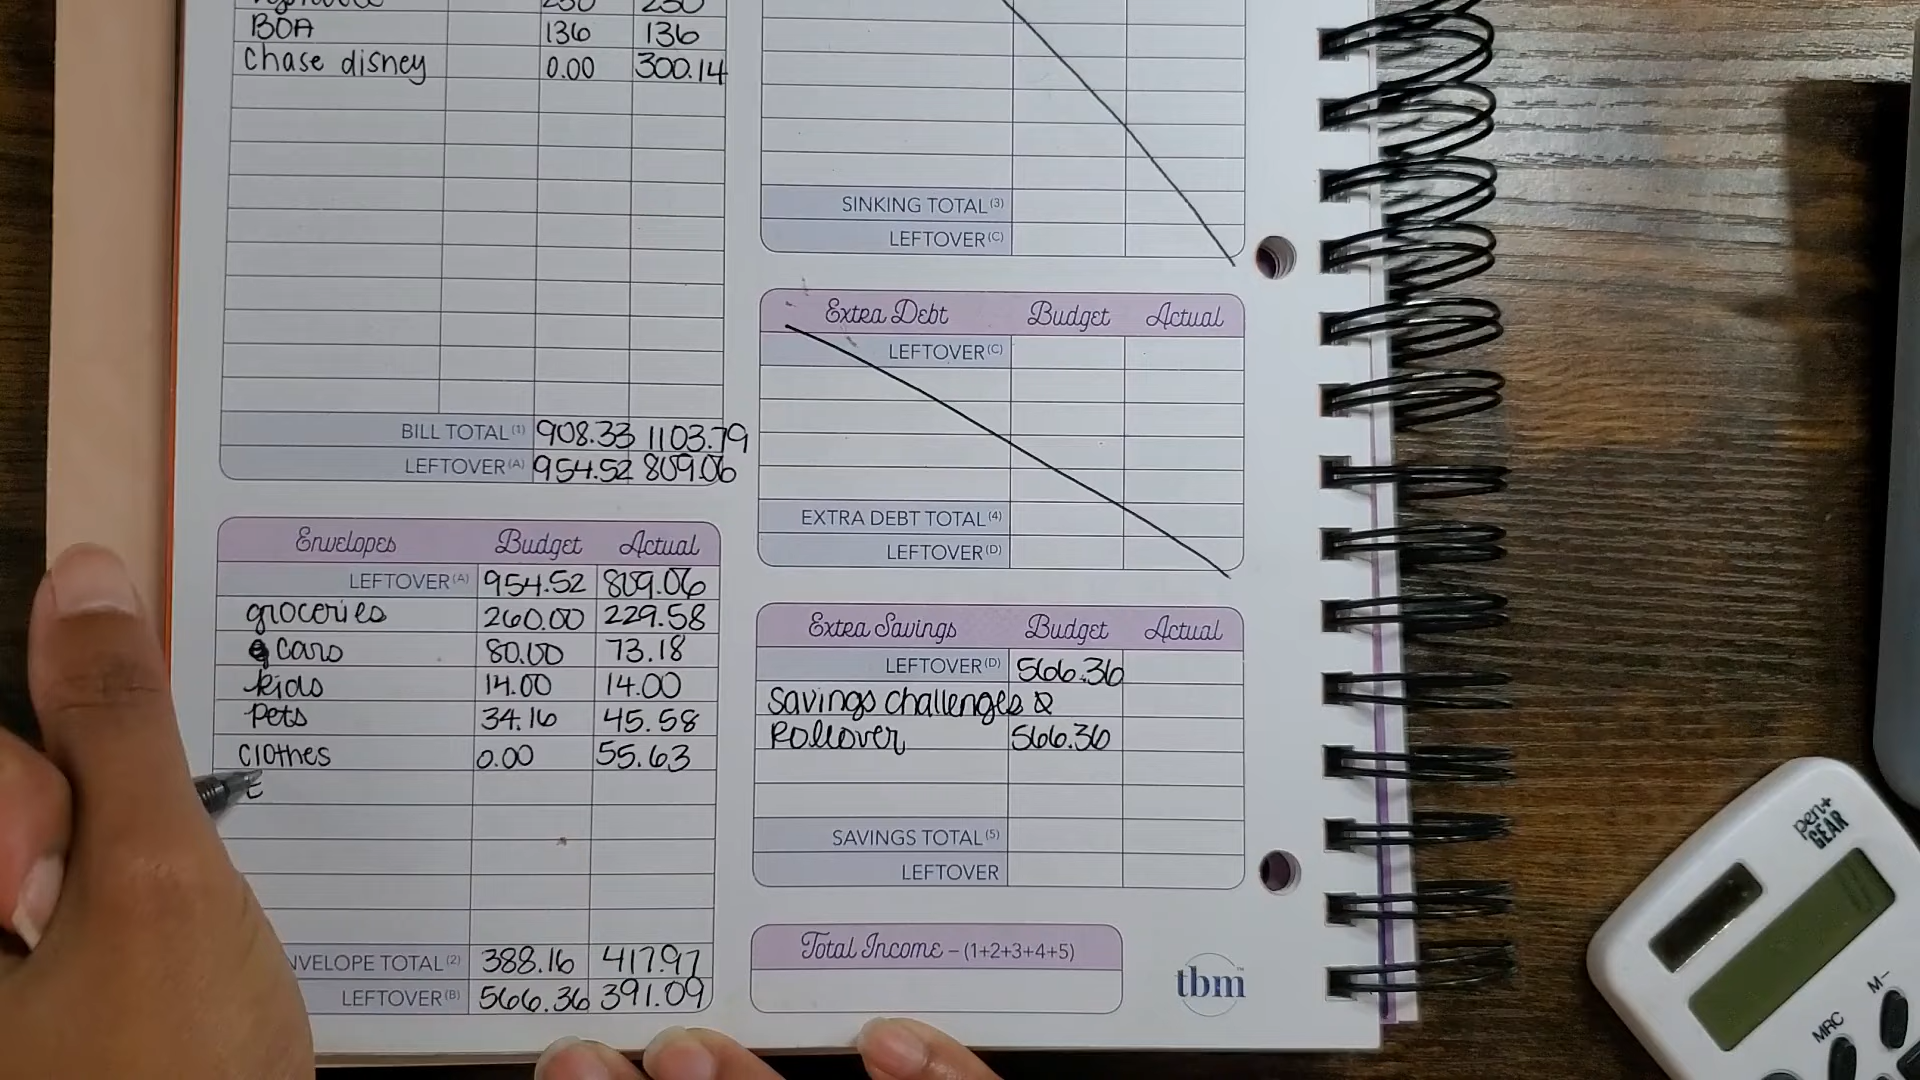 230 230
BOA 136 136
Chase disney 0.00 300.14
BILL TOTAL (1) 908.33 1103.79
LEFTOVER (A) 954.52 809.06
Envelopes Budget Actual
LEFTOVER (A) 954.52 809.06
groceries 260.00 229.58
Cars 80.00 73.18
kids 14.00 14.00
Pets 34.16 45.58
Clothes 0.00 55.63
E
NVELOPE TOTAL (2) 388.16 417.97
LEFTOVER (B) 566.36 391.09
SINKING TOTAL (3)
LEFTOVER (C)
Extra Debt Budget Actual
LEFTOVER (C)
EXTRA DEBT TOTAL (4)
LEFTOVER (D)
Extra Savings Budget Actual
LEFTOVER (D) 566.36
Savings challenges &
Rollover 566.36
SAVINGS TOTAL (5)
LEFTOVER
Total Income – (1+2+3+4+5)
tbm
pen+
GEAR
MRC
M−